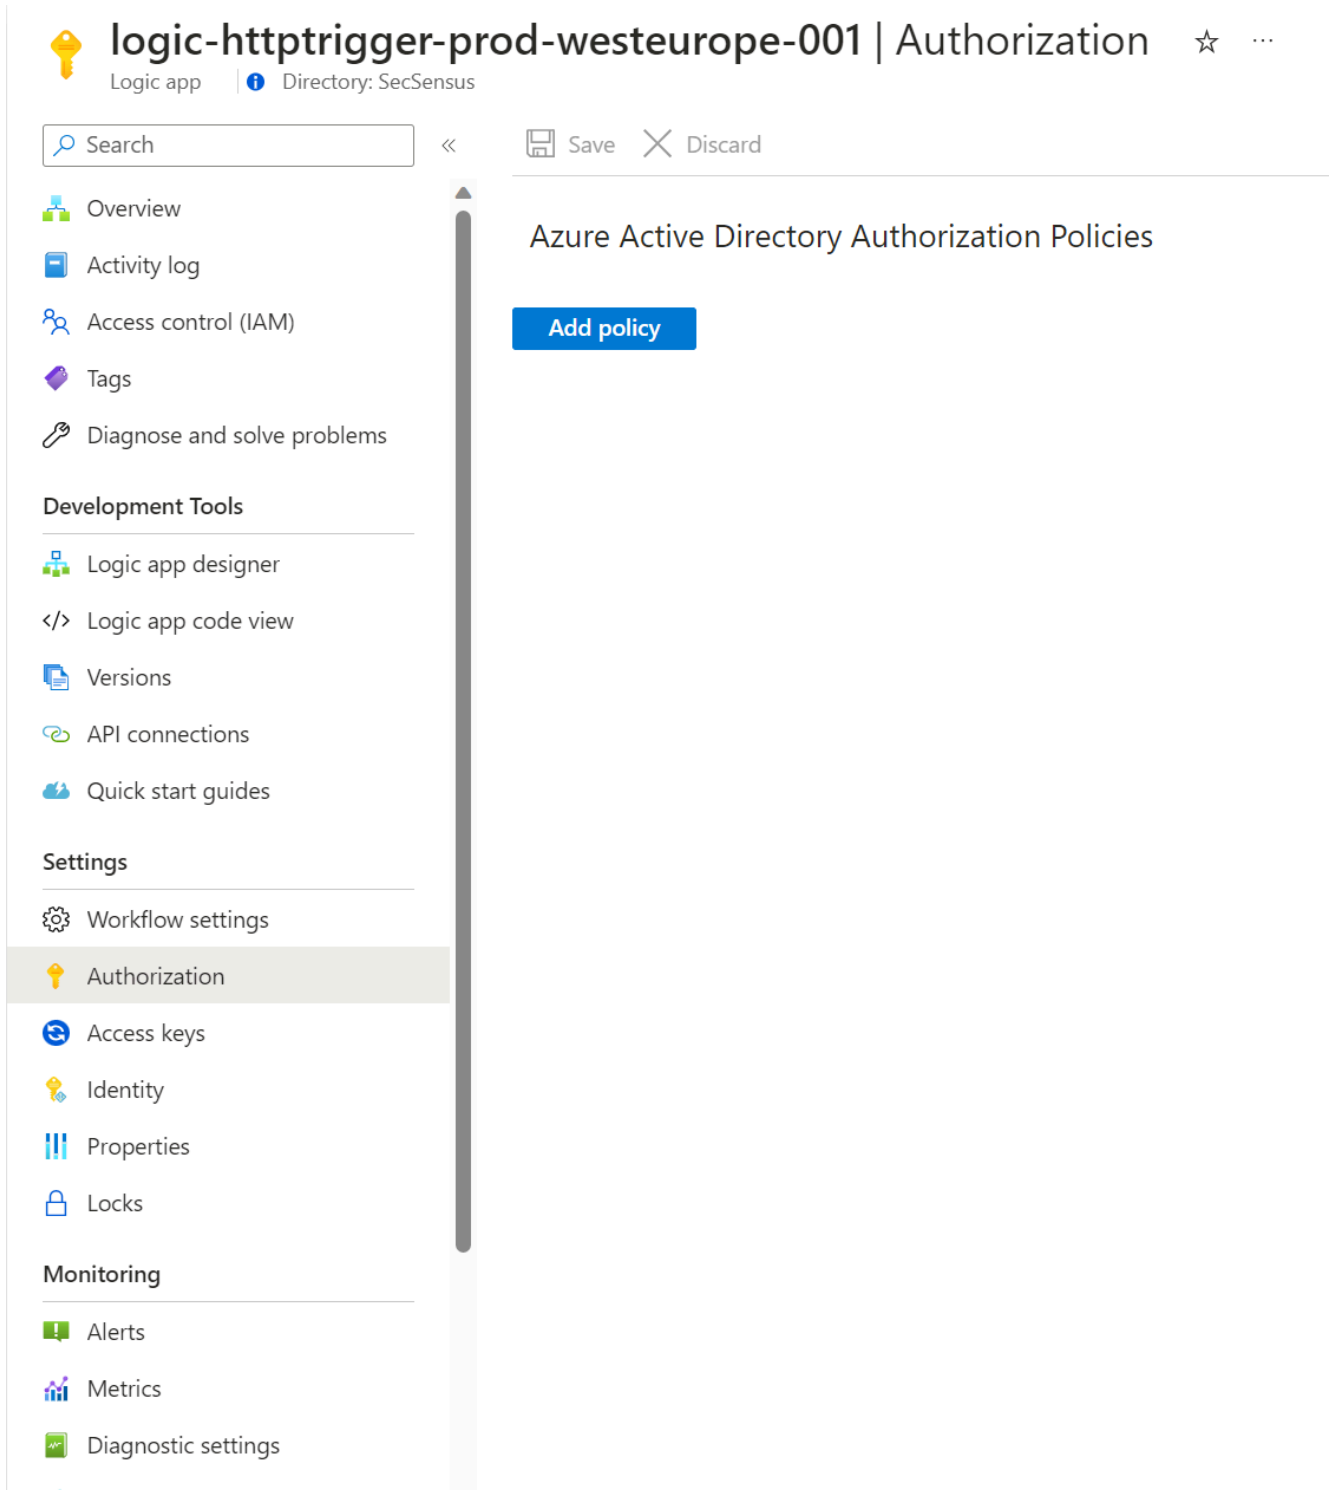 logic-httptrigger-prod-westeurope-001 | Authorization
Logic app
Directory: SecSensus
Search
Save
Discard
Overview
Activity log
Access control (IAM)
Tags
Diagnose and solve problems
Development Tools
Logic app designer
Logic app code view
Versions
API connections
Quick start guides
Settings
Workflow settings
Authorization
Access keys
Identity
Properties
Locks
Monitoring
Alerts
Metrics
Diagnostic settings
Azure Active Directory Authorization Policies
Add policy